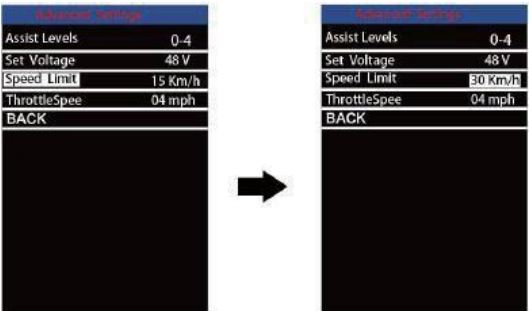 Advanced Settings
Assist Levels 0-4
Set Voltage 48 V
Speed Limit 15 Km/h
ThrottleSpee 04 mph
BACK
Advanced Settings
Assist Levels 0-4
Set Voltage 48 V
Speed Limit 30 Km/h
ThrottleSpee 04 mph
BACK